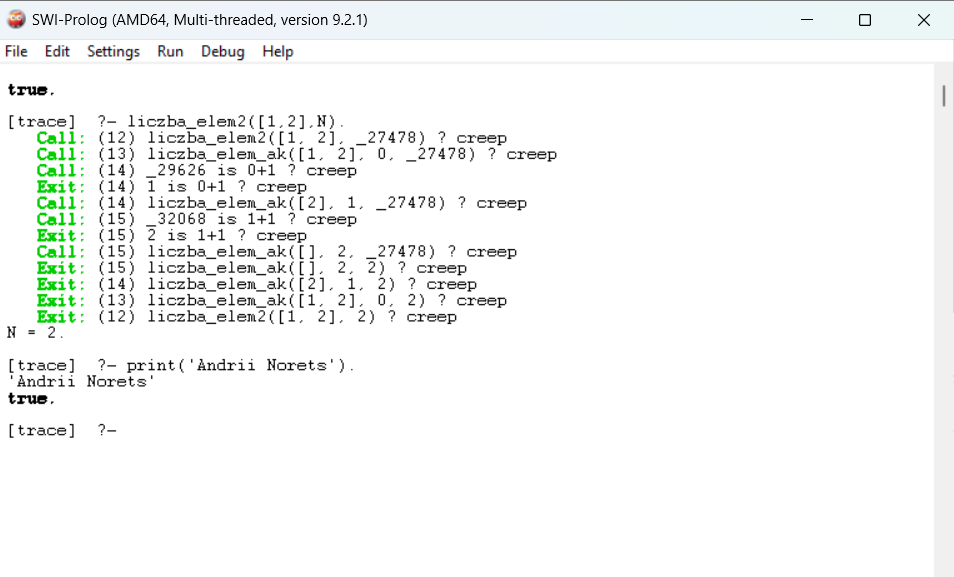 SWI-Prolog (AMD64, Multi-threaded, version 9.2.1)
File Edit Settings Run Debug Help
true.
[trace]  ?- liczba_elem2([1,2],N).
   Call: (12) liczba_elem2([1, 2], _27478) ? creep
   Call: (13) liczba_elem_ak([1, 2], 0, _27478) ? creep
   Call: (14) _29626 is 0+1 ? creep
   Exit: (14) 1 is 0+1 ? creep
   Call: (14) liczba_elem_ak([2], 1, _27478) ? creep
   Call: (15) _32068 is 1+1 ? creep
   Exit: (15) 2 is 1+1 ? creep
   Call: (15) liczba_elem_ak([], 2, _27478) ? creep
   Exit: (15) liczba_elem_ak([], 2, 2) ? creep
   Exit: (14) liczba_elem_ak([2], 1, 2) ? creep
   Exit: (13) liczba_elem_ak([1, 2], 0, 2) ? creep
   Exit: (12) liczba_elem2([1, 2], 2) ? creep
N = 2.
[trace]  ?- print('Andrii Norets').
'Andrii Norets'
true.
[trace]  ?-